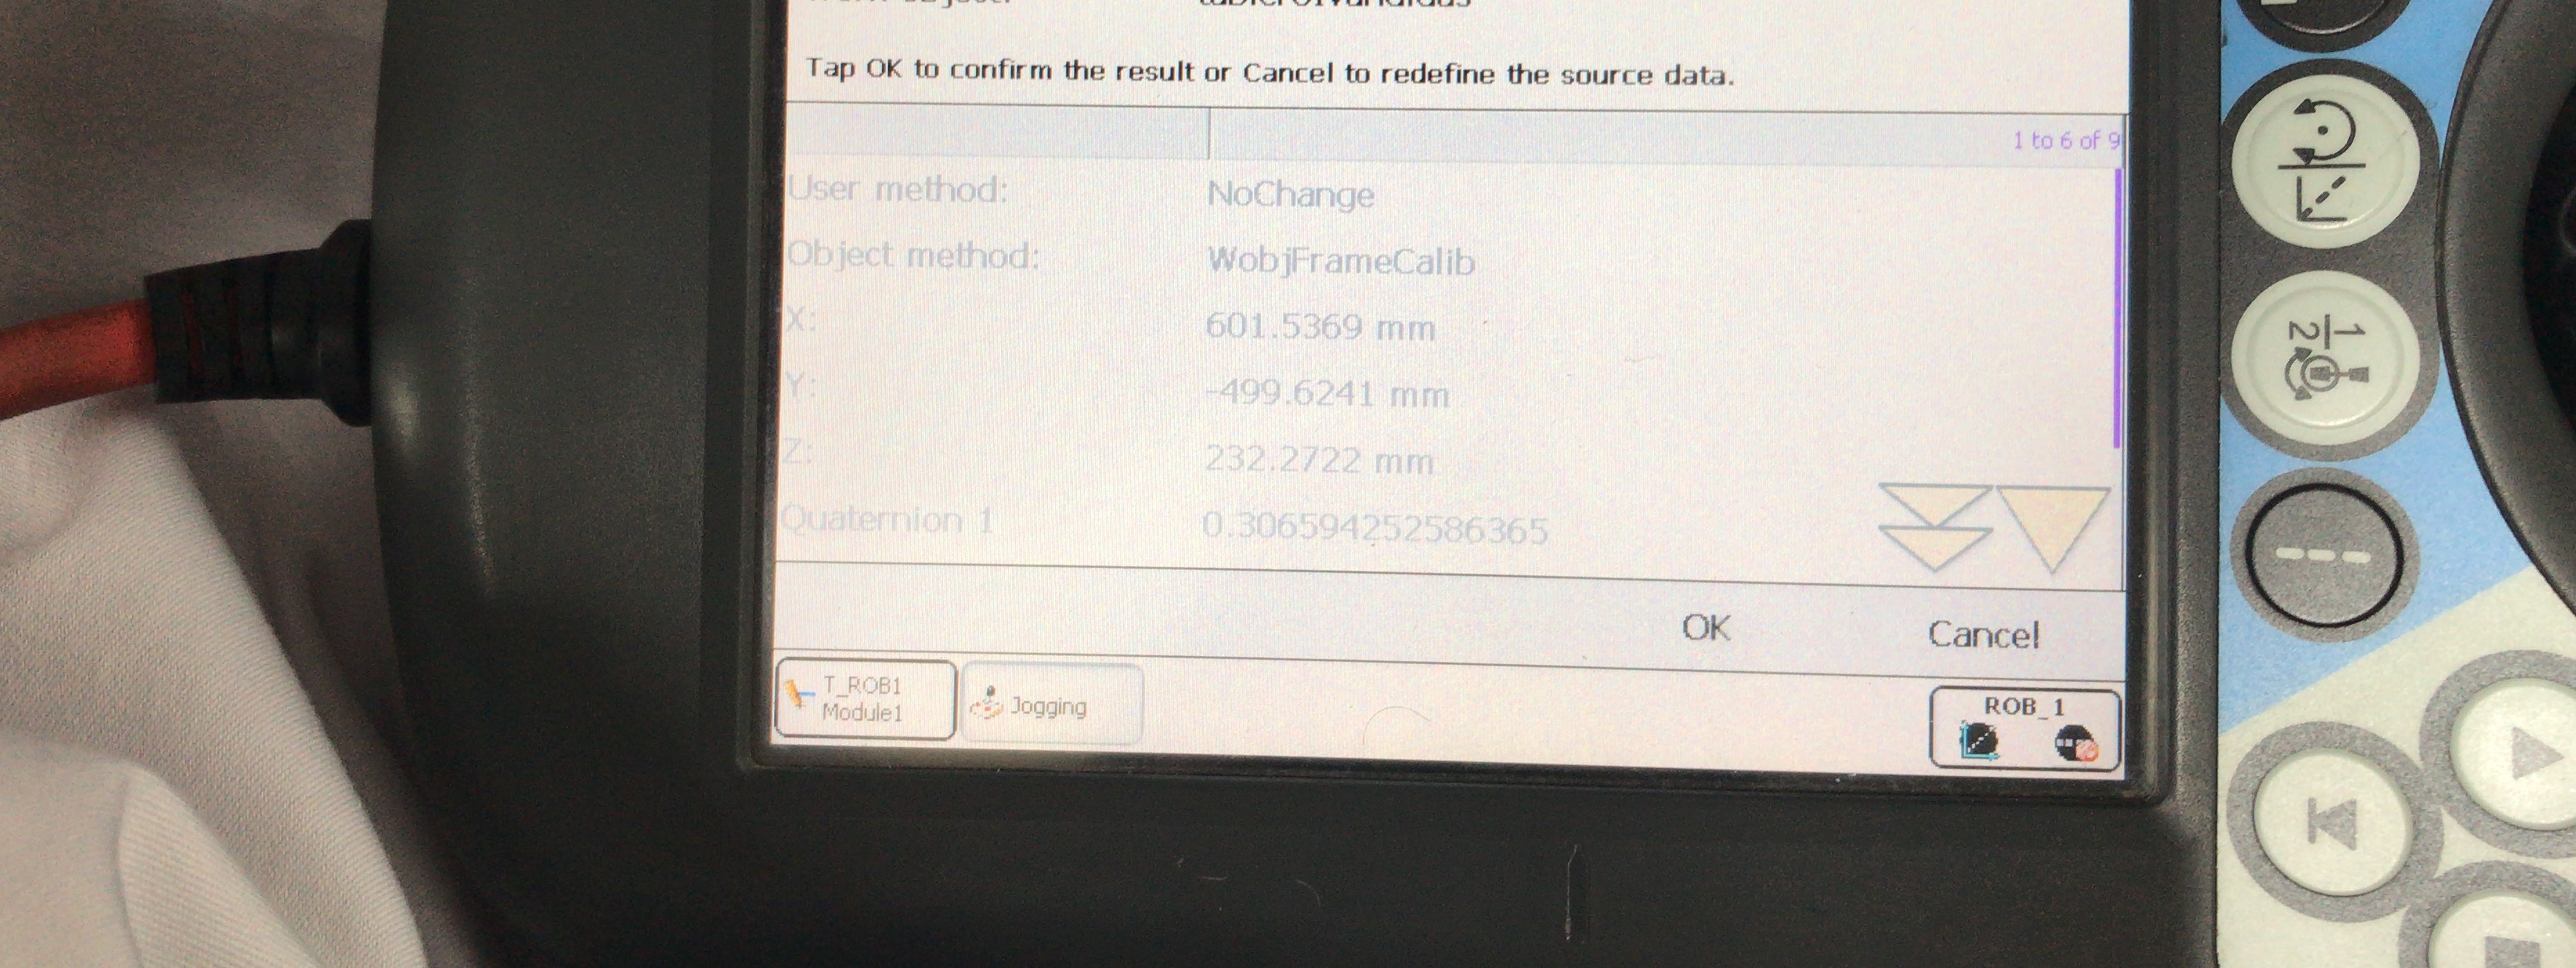 Tap OK to confirm the result or Cancel to redefine the source data.
1 to 6 of 9
User method: NoChange
Object method: WobjFrameCalib
X: 601.5369 mm
Y: -499.6241 mm
Z: 232.2722 mm
Quaternion 1 0.306594252586365
OK Cancel
T_ROB1
Module1
Jogging
ROB_1
1
2